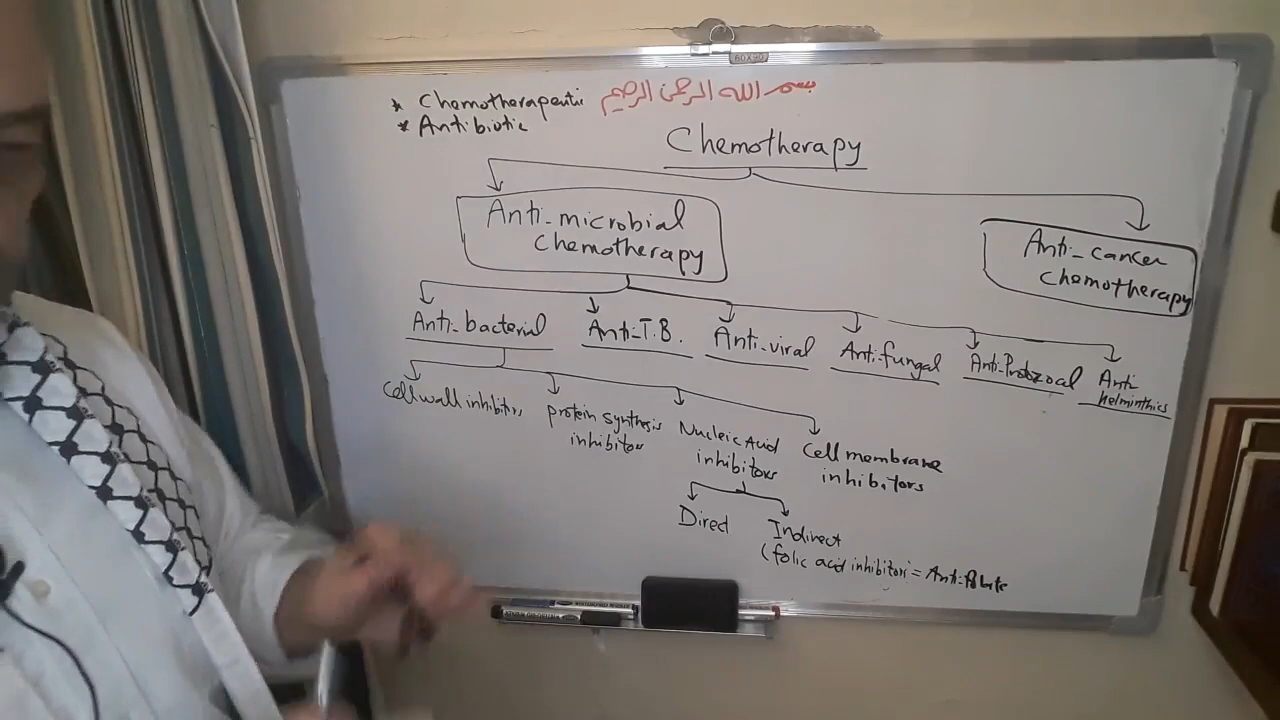 60X90
* Chemotherapeutic
* Antibiotic
بسم الله الرحمن الرحيم
Chemotherapy
Anti-microbial
chemotherapy
Anti-cancer
chemotherapy
Anti-bacterial
Anti-T.B.
Anti-viral
Antifungal
Anti-Protozoal
Anti-
helminthics
Cell wall inhibitors
protein synthesis
inhibitors
Nucleic Acid
inhibitors
Cell membrane
inhibitors
Direct
Indirect
(folic acid inhibitors = Anti-folate